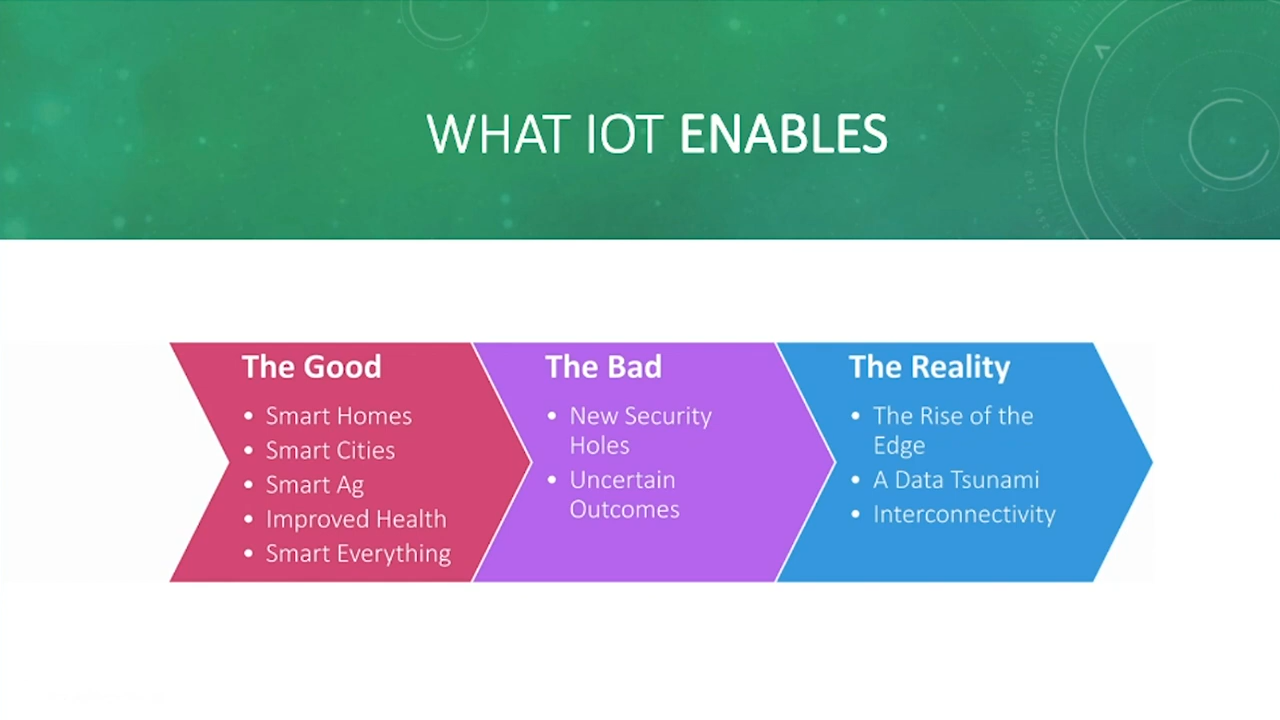 WHAT IOT ENABLES
The Good
• Smart Homes
• Smart Cities
• Smart Ag
• Improved Health
• Smart Everything
The Bad
• New Security
Holes
• Uncertain
Outcomes
The Reality
• The Rise of the
Edge
• A Data Tsunami
• Interconnectivity